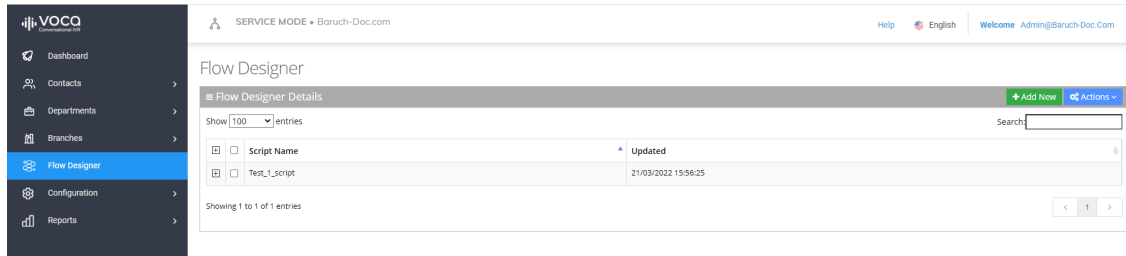 VOCA
Conversational IVR
SERVICE MODE • Baruch-Doc.com
Help English Welcome Admin@Baruch-Doc.Com
Dashboard
Contacts
Departments
Branches
Flow Designer
Configuration
Reports
Flow Designer
Flow Designer Details
+ Add New Actions
Show 100 entries
Search:
Script Name Updated
Test_1_script 21/03/2022 15:56:25
Showing 1 to 1 of 1 entries
< 1 >